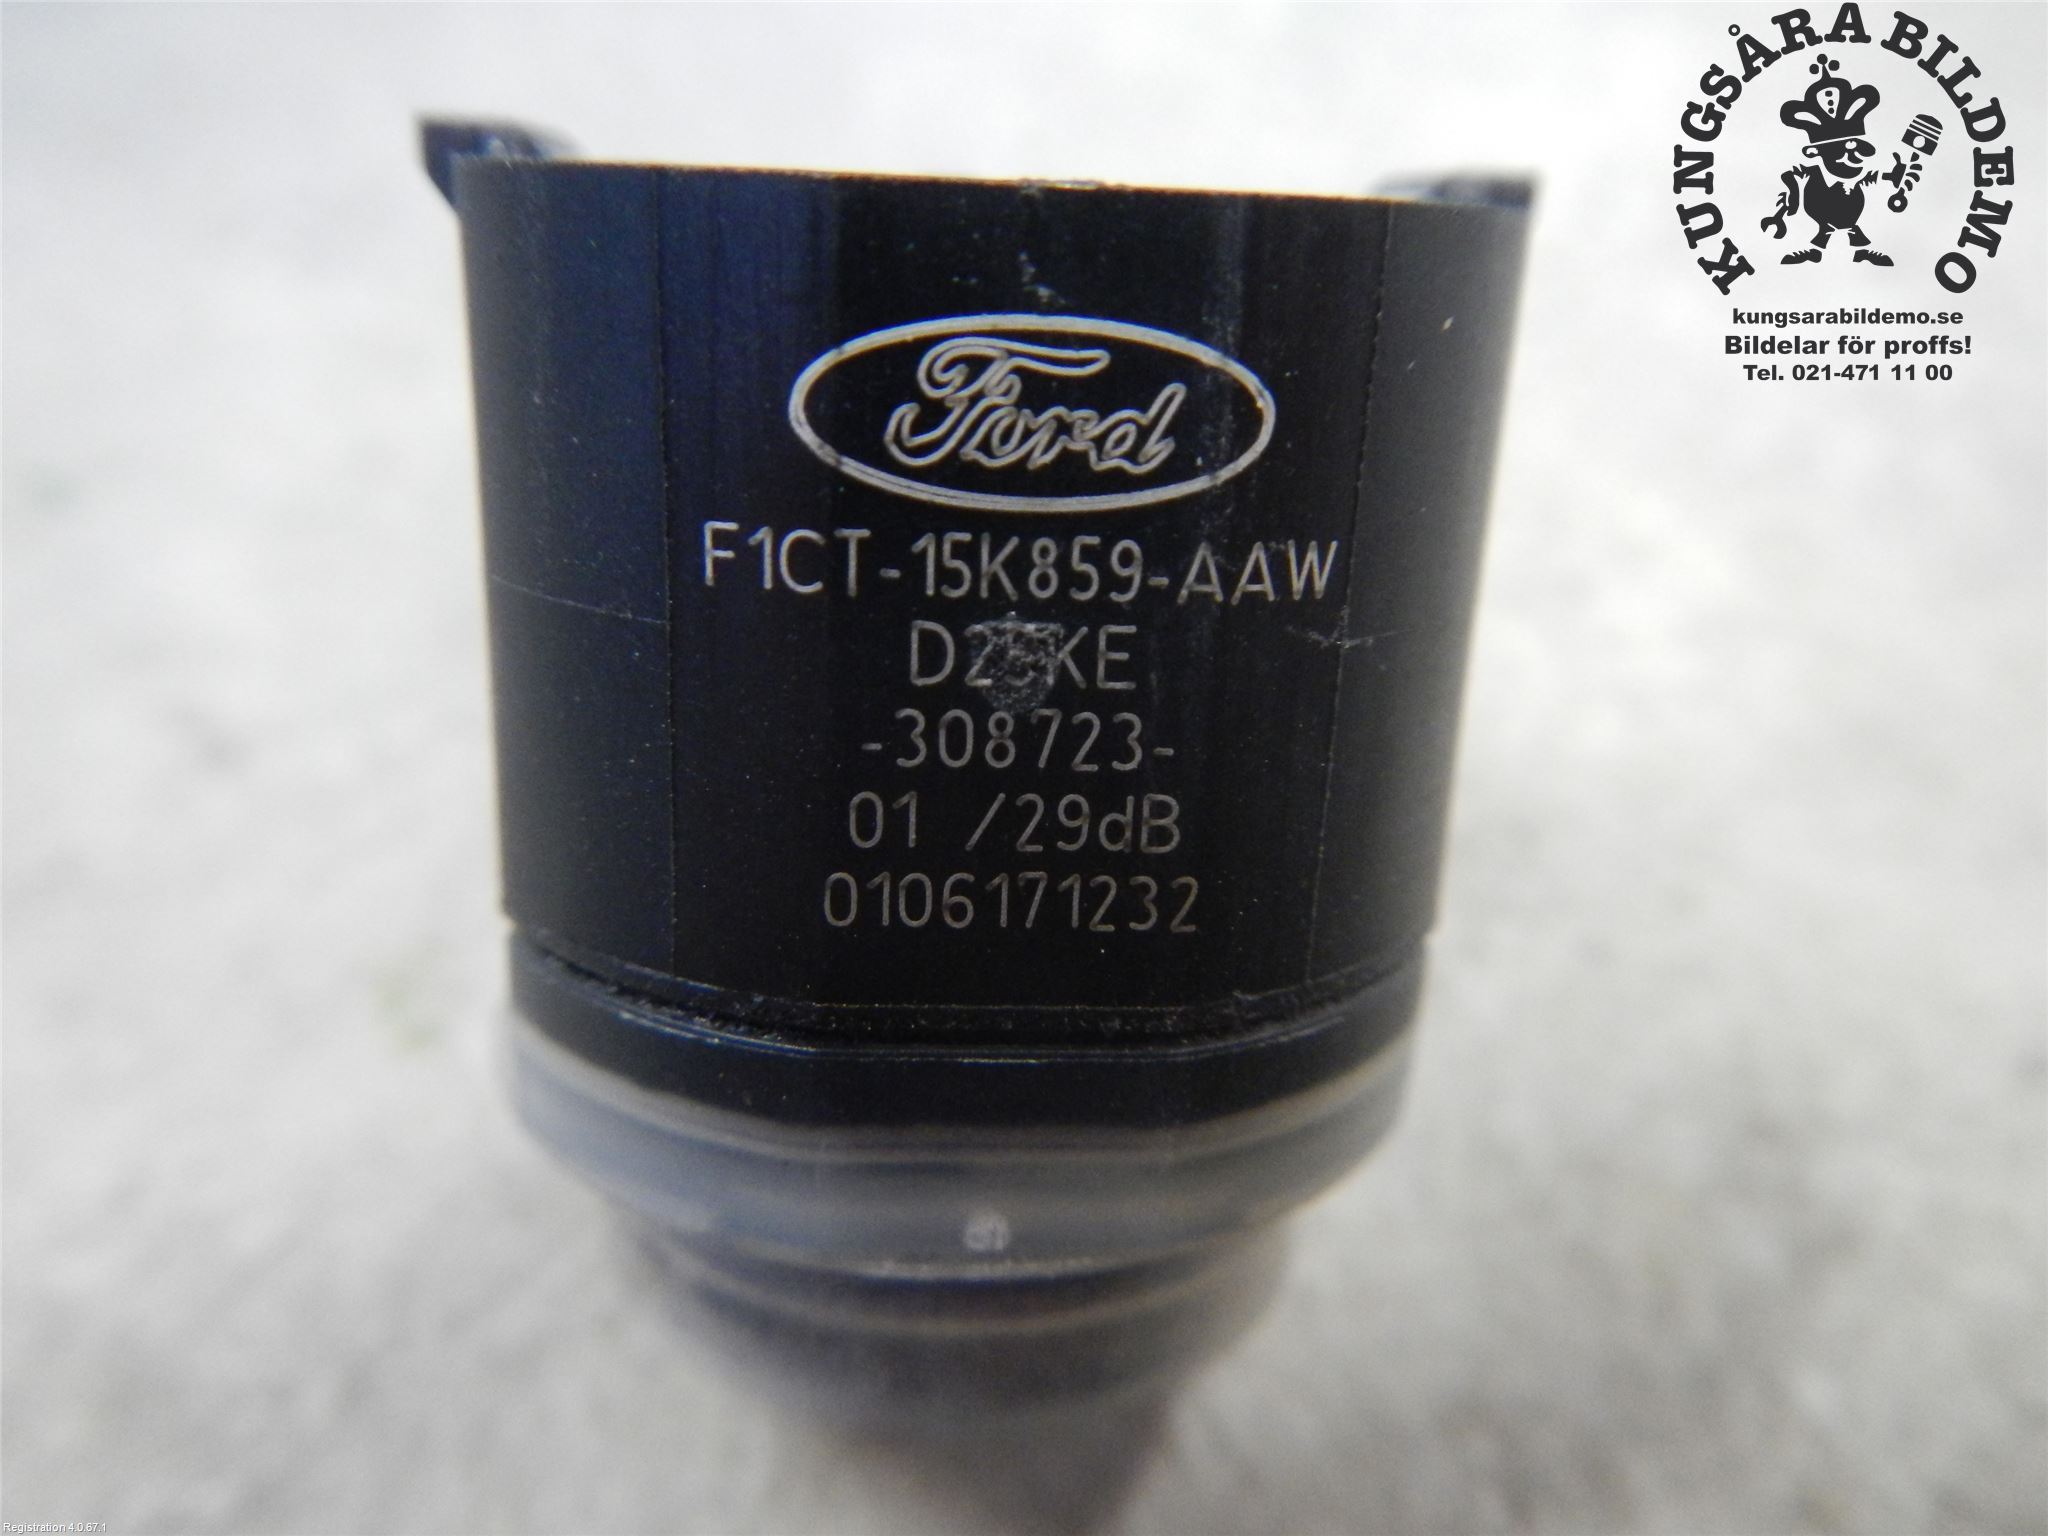 KUNGSÅRA BILDEMO
kungsarabildemo.se
Bildelar för proffs!
Tel. 021-471 11 00
Ford
F1CT-15K859-AAW
-308723-
01 /29dB
0106171232
Registration 4.0.67.1